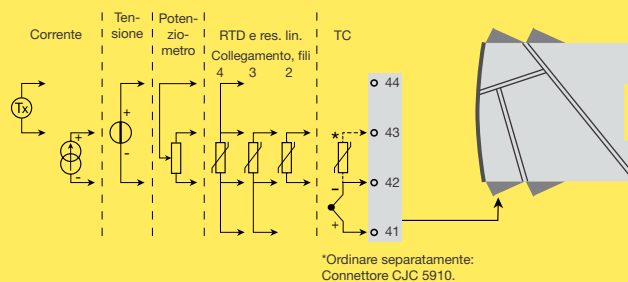 Corrente
Ten-
sione
Poten-
zio-
metro
RTD e res. lin.
Collegamento, fili
4 3 2
TC
Tx
+
-
+
-
*
–
+
44
43
42
41
*Ordinare separatamente:
Connettore CJC 5910.